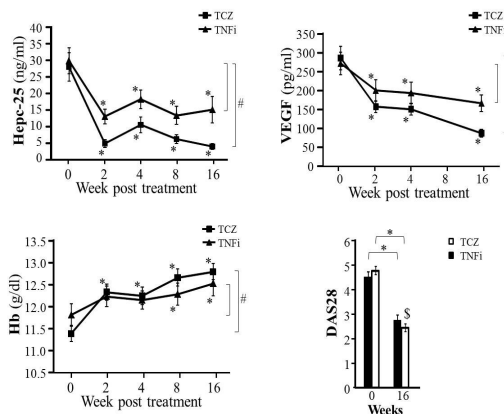 TCZ
TNFi
Hepc-25 (ng/ml)
40
35
30
25
20
15
10
5
0
*
*
*
*
*
*
*
*
#
0 2 4 8 16
Week post treatment
TCZ
TNFi
VEGF
(pg/ml)
350
300
250
200
150
100
50
0
*
*
*
*
*
*
0 2 4 8 16
Week post treatment
TCZ
TNFi
Hb (g/dl)
13.5
13.0
12.5
12.0
11.5
11.0
10.5
*
*
*
*
*
*
#
0 2 4 8 16
Week post treatment
TCZ
TNFi
DAS28
6
5
4
3
2
1
0
*
*
$
0 16
Weeks